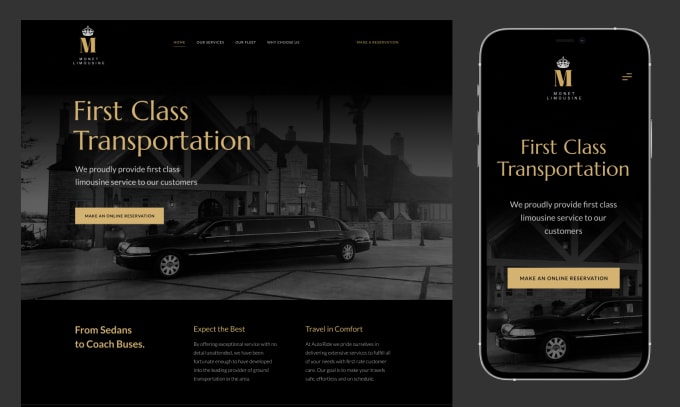 M
MONET
LIMOUSINE
HOME
OUR SERVICES
OUR FLEET
WHY CHOOSE US
MAKE A RESERVATION
First Class
Transportation
We proudly provide first class
limousine service to our customers
MAKE AN ONLINE RESERVATION
From Sedans
to Coach Buses.
Expect the Best
By offering exceptional service with no
detail unattended, we have been
fortunate enough to have developed
into the leading provider of ground
transportation in the area.
Travel in Comfort
At AutoRide we pride ourselves in
delivering extensive services to fulfill all
of your needs with first rate customer
care. Our goal is to make your travels
safe, effortless and on schedule.
M
MONET
LIMOUSINE
First Class
Transportation
We proudly provide first class
limousine service to our
customers
MAKE AN ONLINE RESERVATION